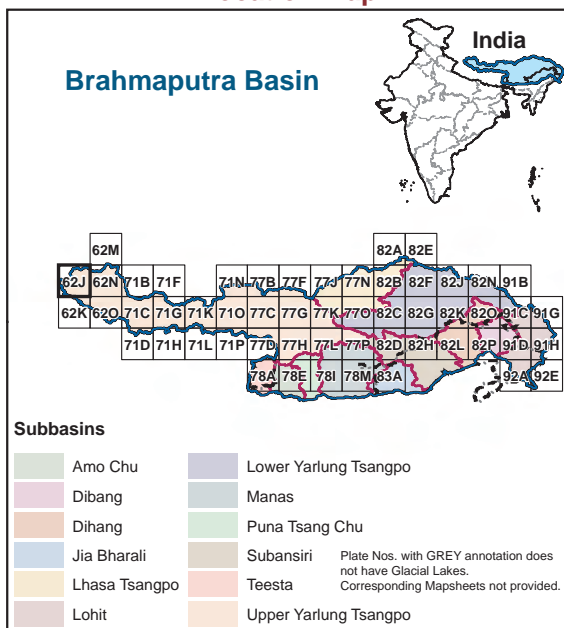 India
Brahmaputra Basin
62M 82A 82E
62J 62N 71B 71F 71N 77B 77F 77J 77N 82B 82F 82J 82N 91B
62K 62O 71C 71G 71K 71O 77C 77G 77K 77O 82C 82G 82K 82O 91C 91G
71D 71H 71L 71P 77D 77H 77L 77P 82D 82H 82L 82P 91D 91H
78A 78E 78I 78M 83A 92A 92E
Subbasins
Amo Chu
Dibang
Dihang
Jia Bharali
Lhasa Tsangpo
Lohit
Lower Yarlung Tsangpo
Manas
Puna Tsang Chu
Subansiri
Teesta
Upper Yarlung Tsangpo
Plate Nos. with GREY annotation does
not have Glacial Lakes.
Corresponding Mapsheets not provided.